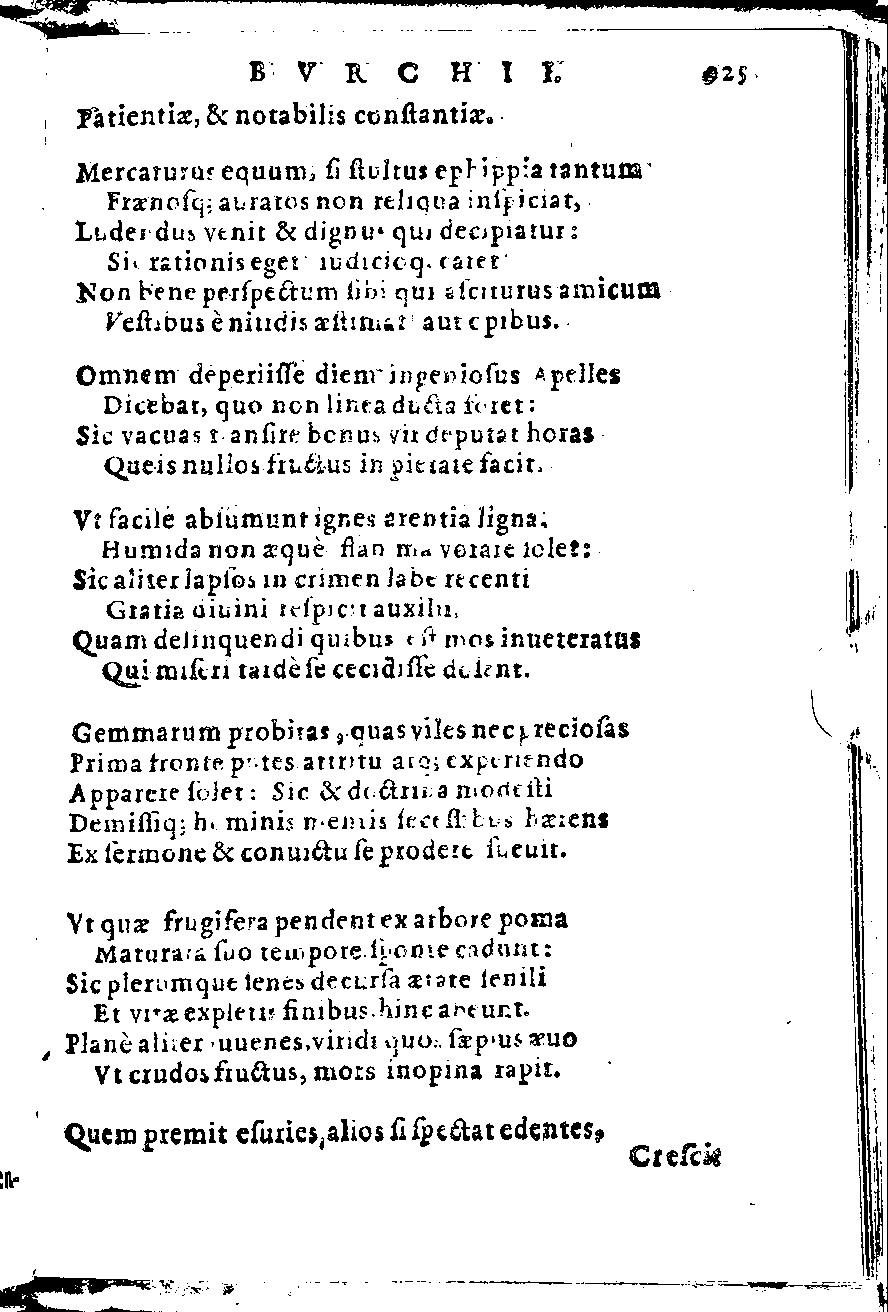 BVRCHII. 925
Patientiæ, & notabilis conſtantiæ.
Mercaturus equum, ſi ſtultus ephippia tantum
Frænoſq; auratos non reliqua inſpiciat,
Ludendus venit & dignus qui decipiatur:
Sic rationis eget iudicioq. caret
Non bene perſpectum ſibi qui aſciturus amicum
Veſtibus è nitidis æſtimat aut opibus.
Omnem deperiiſſe diem ingenioſus Apelles
Dicebat, quo non linea ducta foret:
Sic vacuas tranſire bonus vir deputat horas
Queis nullos fructus in pietate facit.
Vt facilè abſumunt ignes arentia ligna,
Humida non æquè flamma vorare ſolet:
Sic aliter lapſos in crimen labe recenti
Gratia diuini reſpicit auxilii,
Quam delinquendi quibus eſt mos inueteratus
Qui miſeri tardè ſe cecidiſſe dolent.
Gemmarum probitas, quas viles nec precioſas
Prima fronte putes attritu atq; experiendo
Apparere ſolet: Sic & doctrina modeſti
Demiſſiq; hominis mentis ſeceſſibus hærens
Ex ſermone & conuictu ſe prodere ſueuit.
Vt quæ frugifera pendent ex arbore poma
Maturata ſuo tempore ſponte cadunt:
Sic plerumque ſenes decurſa ætate ſenili
Et vitæ expletis finibus, hinc abeunt.
Planè aliter iuuenes, viridi quos ſæpius æuo
Vt crudos fructus, mors inopina rapit.
Quem premit eſuries, alios ſi ſpectat edentes,
Creſcit